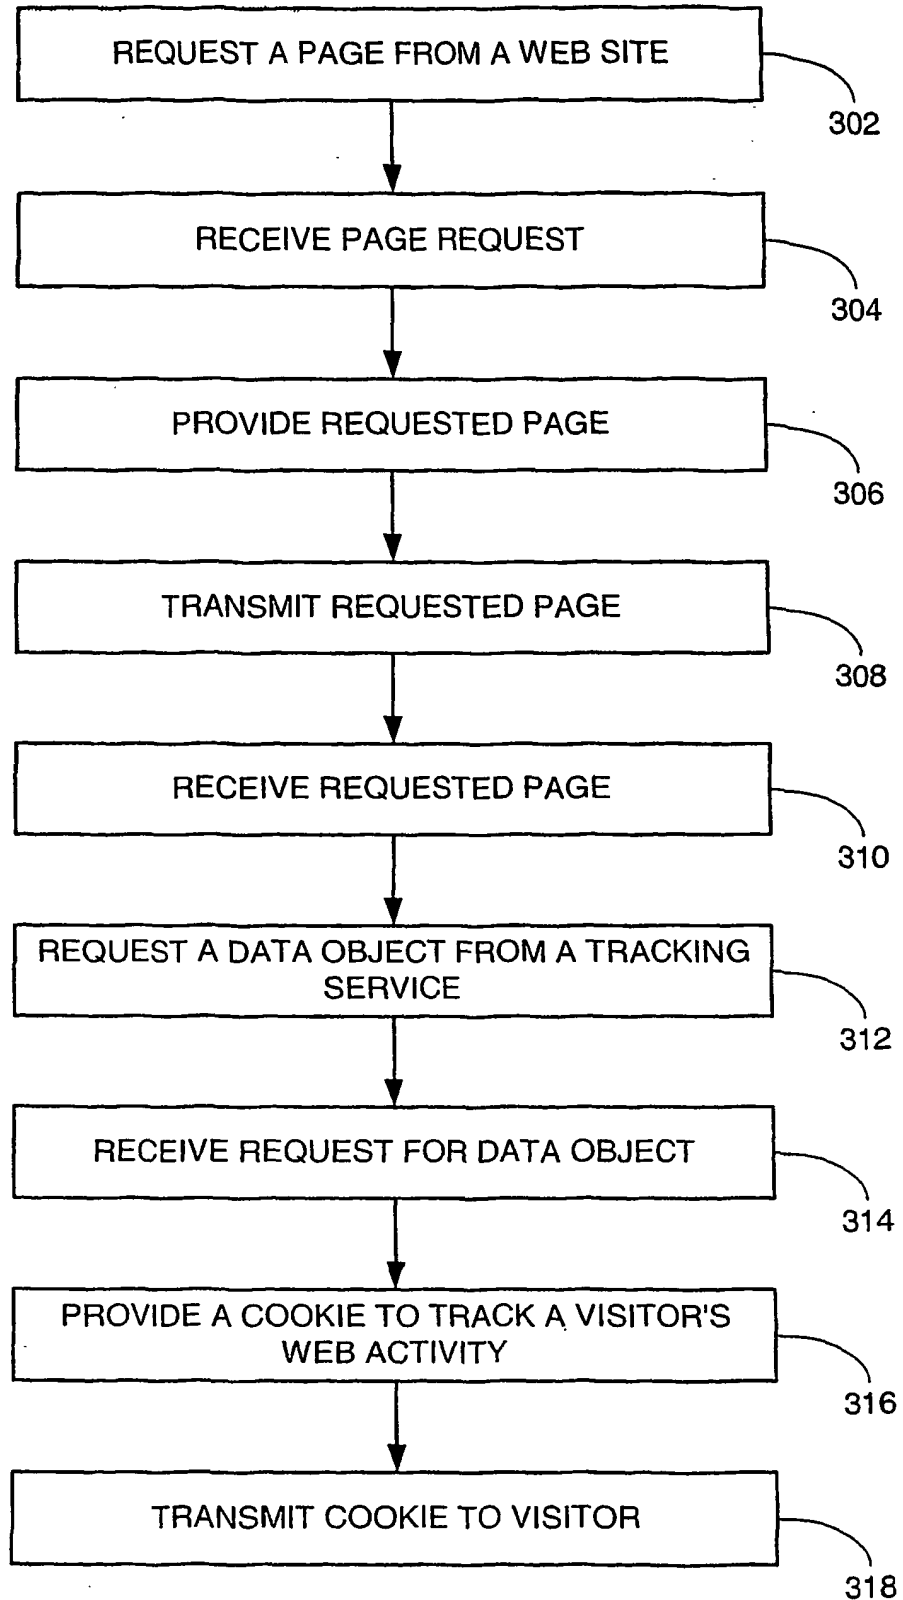 REQUEST A PAGE FROM A WEB SITE
302
RECEIVE PAGE REQUEST
304
PROVIDE REQUESTED PAGE
306
TRANSMIT REQUESTED PAGE
308
RECEIVE REQUESTED PAGE
310
REQUEST A DATA OBJECT FROM A TRACKING
SERVICE
312
RECEIVE REQUEST FOR DATA OBJECT
314
PROVIDE A COOKIE TO TRACK A VISITOR'S
WEB ACTIVITY
316
TRANSMIT COOKIE TO VISITOR
318